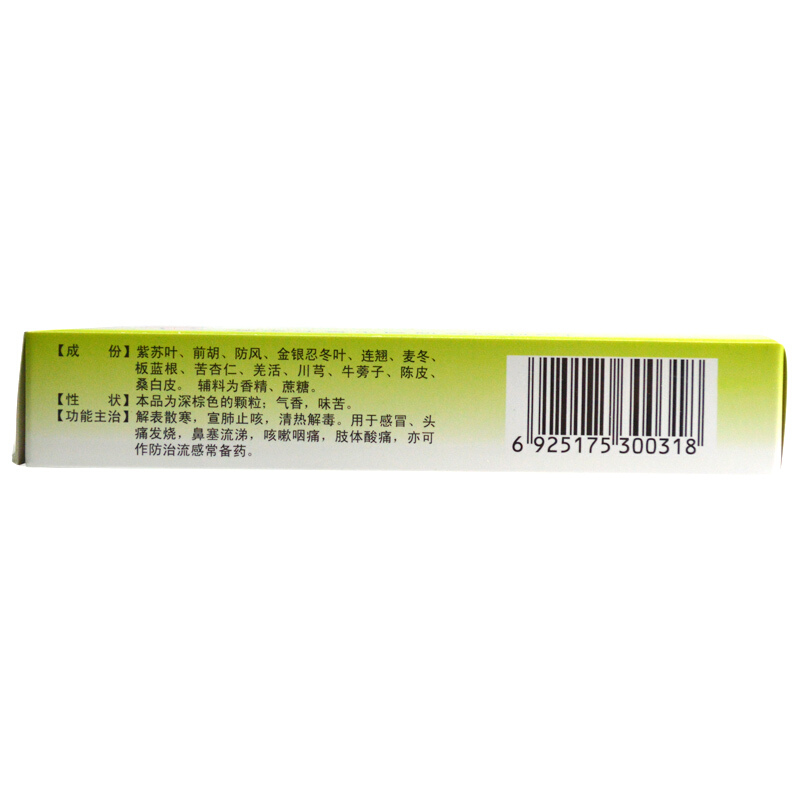 【成　份】紫苏叶、前胡、防风、金银忍冬叶、连翘、麦冬、
板蓝根、苦杏仁、羌活、川芎、牛蒡子、陈皮、
桑白皮。 辅料为香精、蔗糖。
【性　状】本品为深棕色的颗粒；气香，味苦。
【功能主治】解表散寒，宣肺止咳，清热解毒。用于感冒、头
痛发烧，鼻塞流涕，咳嗽咽痛，肢体酸痛，亦可
作防治流感常备药。
6 925175 300318